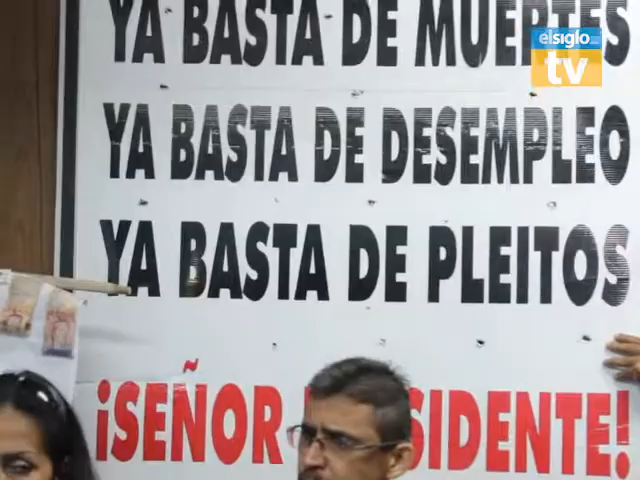 YA BASTA DE MUERTES
elsiglo
tv
YA BASTA DE DESEMPLEO
YA BASTA DE PLEITOS
¡SEÑOR SIDENTE!